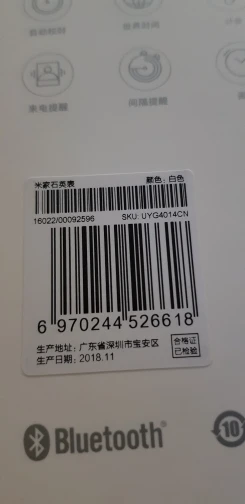 来电提醒
闹钟提醒
米家石英表 颜色: 白色
16022/00092596 SKU: UYG4014CN
6 970244 526618
生产地址: 广东省深圳市宝安区
生产日期: 2018.11
合格证
已检验
Bluetooth®
10